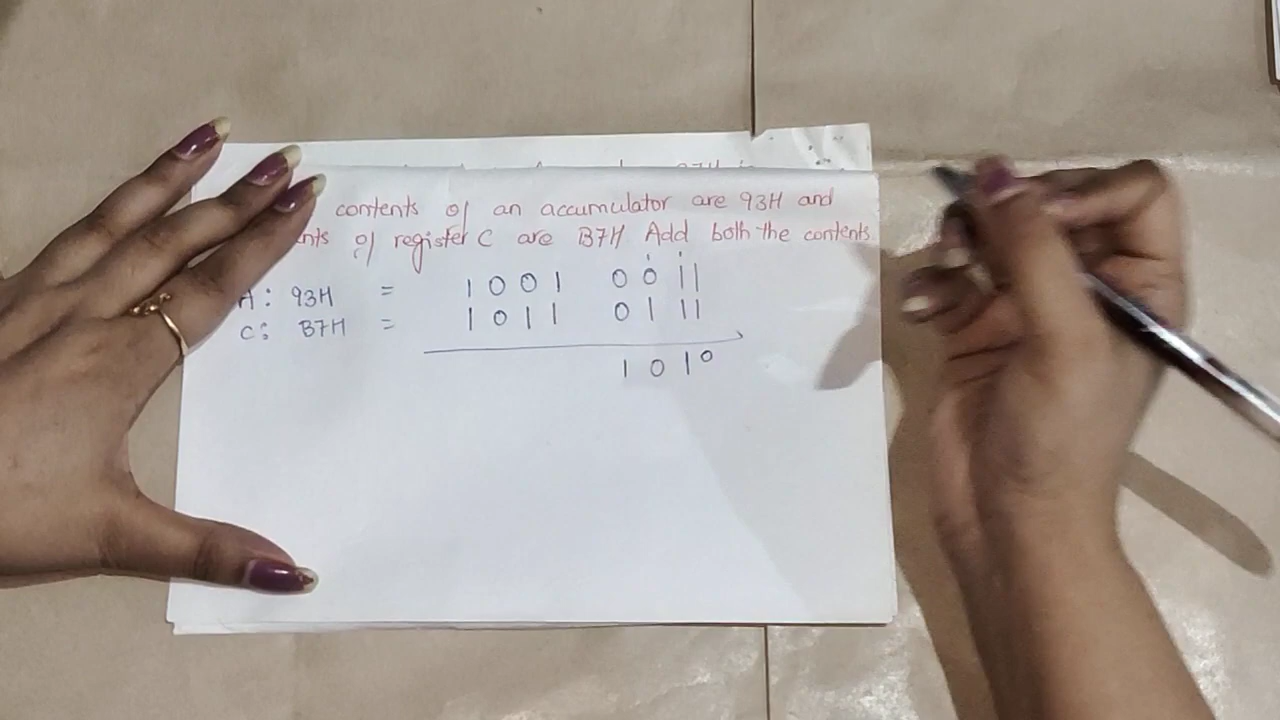 contents of an accumulator are 93H and
of register C are B7H Add both the contents
A: 93H = 1001 0011
C: B7H = 1011 0111
1010